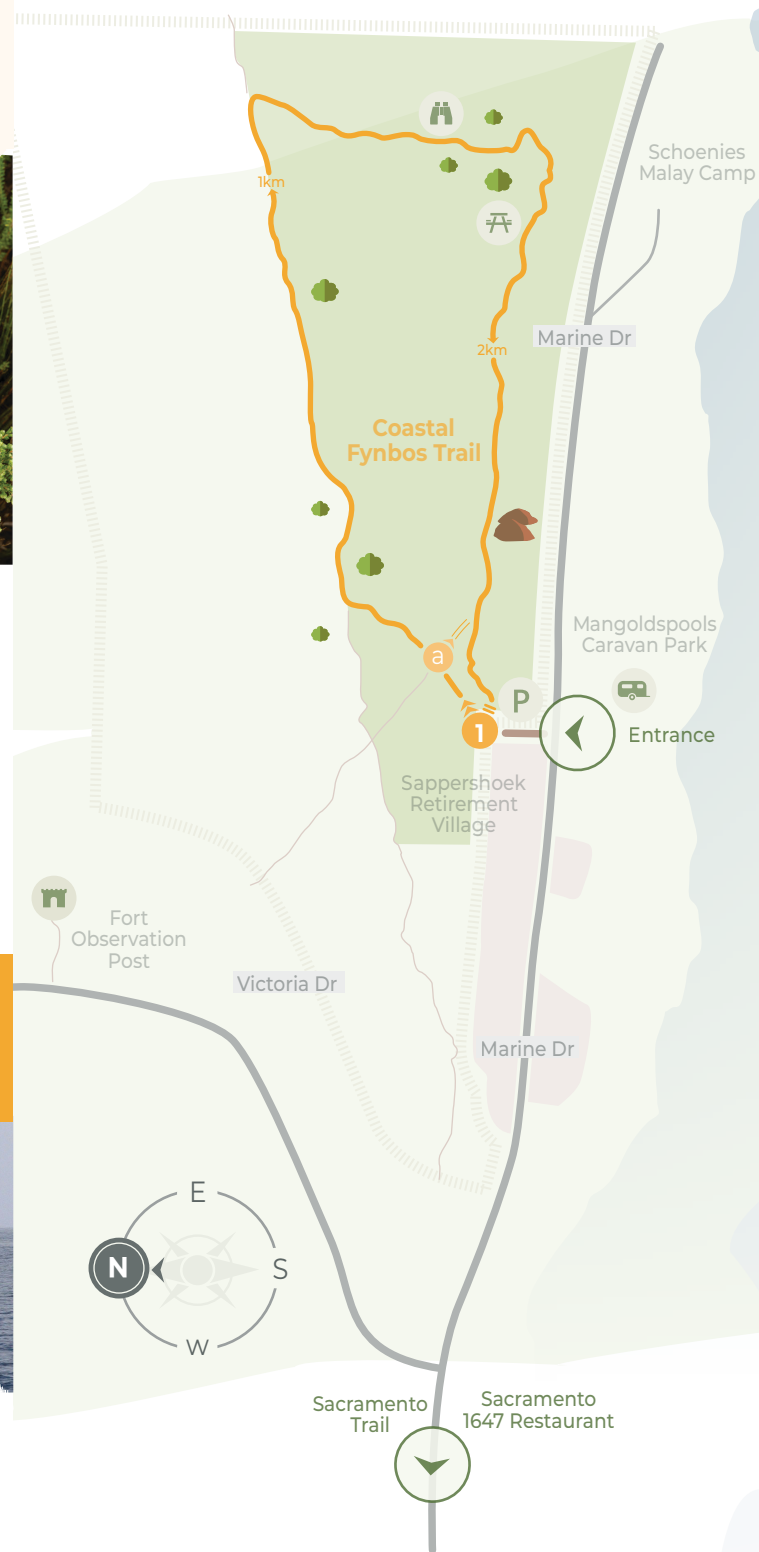 Schoenies
Malay Camp
1km
Marine Dr
2km
Coastal
Fynbos Trail
Mangoldspools
Caravan Park
a
P
1
Entrance
Sappershoek
Retirement
Village
Fort
Observation
Post
Victoria Dr
Marine Dr
E
N
S
W
Sacramento
Trail
Sacramento
1647 Restaurant